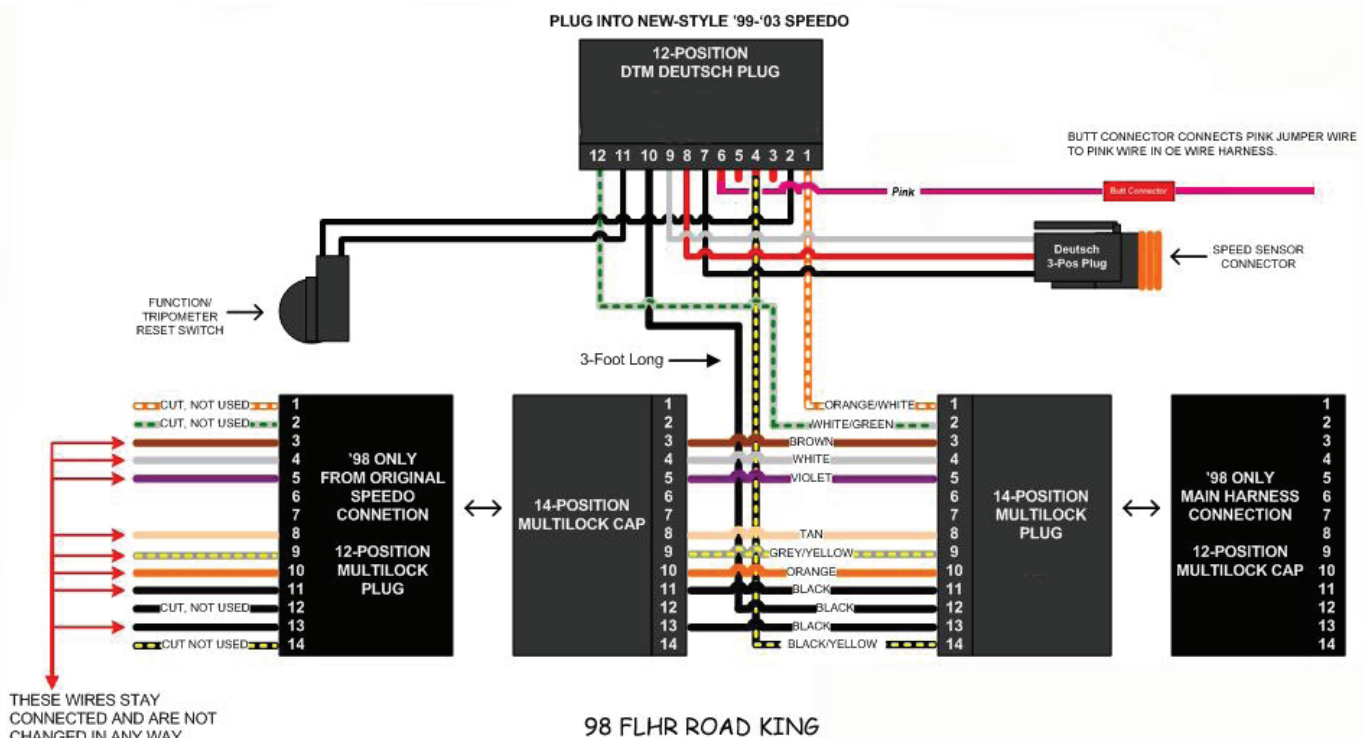 PLUG INTO NEW-STYLE '99-'03 SPEEDO
12-POSITION
DTM DEUTSCH PLUG
12 11 10 9 8 7 6 5 4 3 2 1
BUTT CONNECTOR CONNECTS PINK JUMPER WIRE
TO PINK WIRE IN OE WIRE HARNESS.
Pink
Butt Connector
Deutsch
3-Pos Plug
SPEED SENSOR
CONNECTOR
FUNCTION/
TRIPOMETER
RESET SWITCH
3-Foot Long
CUT, NOT USED
CUT, NOT USED
CUT, NOT USED
CUT NOT USED
1
2
3
4
5
6
7
8
9
10
11
12
13
14
'98 ONLY
FROM ORIGINAL
SPEEDO
CONNETION
12-POSITION
MULTILOCK
PLUG
14-POSITION
MULTILOCK CAP
1
2
3
4
5
6
7
8
9
10
11
12
13
14
ORANGE/WHITE
WHITE/GREEN
BROWN
WHITE
VIOLET
TAN
GREY/YELLOW
ORANGE
BLACK
BLACK
BLACK
BLACK/YELLOW
1
2
3
4
5
6
7
8
9
10
11
12
13
14
14-POSITION
MULTILOCK
PLUG
'98 ONLY
MAIN HARNESS
CONNECTION
12-POSITION
MULTILOCK CAP
1
2
3
4
5
6
7
8
9
10
11
12
13
14
THESE WIRES STAY
CONNECTED AND ARE NOT
CHANGED IN ANY WAY
98 FLHR ROAD KING